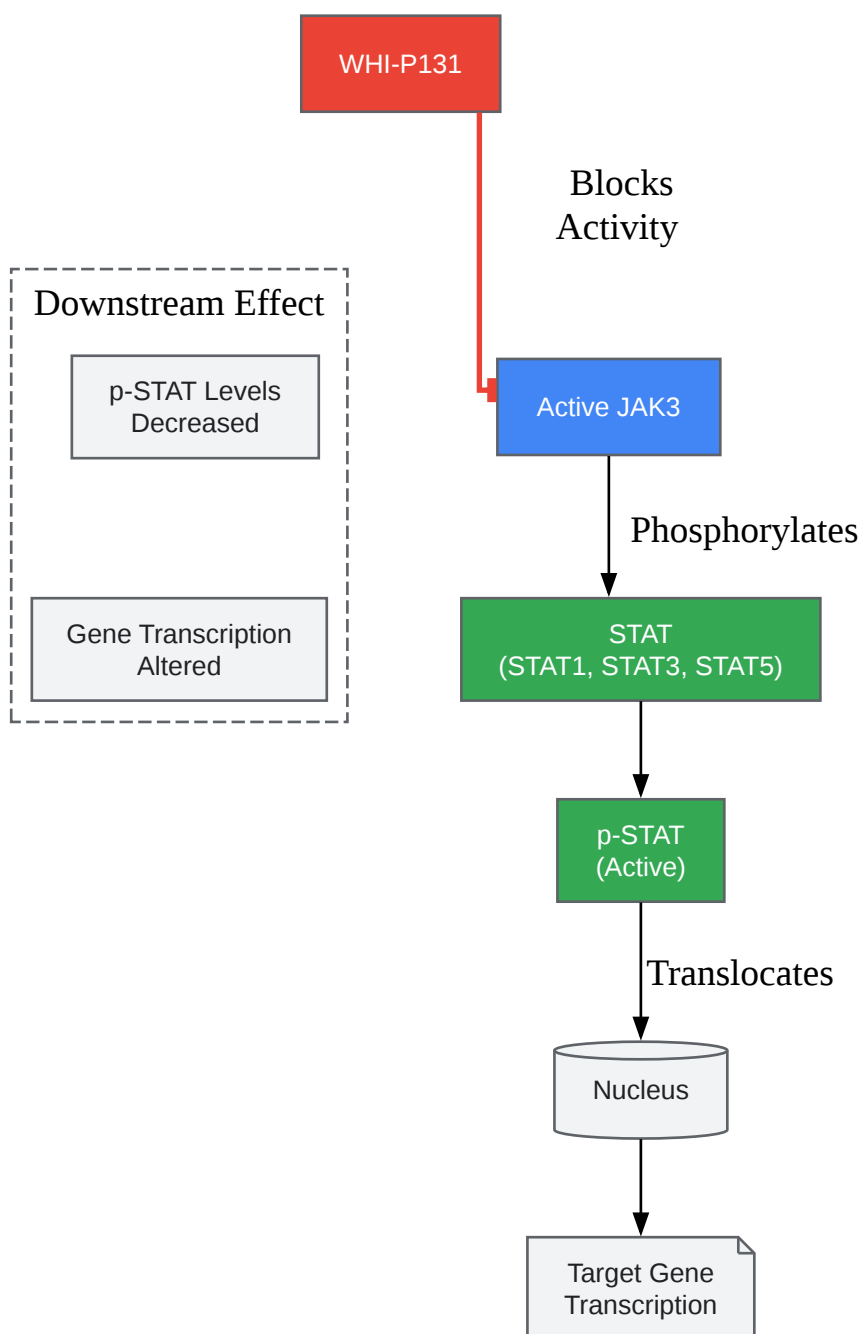 WHI-P131
Blocks
Activity
Downstream Effect
p-STAT Levels
Decreased
Active JAK3
Phosphorylates
Gene Transcription
Altered
STAT
(STAT1, STAT3, STAT5)
p-STAT
(Active)
Translocates
Nucleus
Target Gene
Transcription